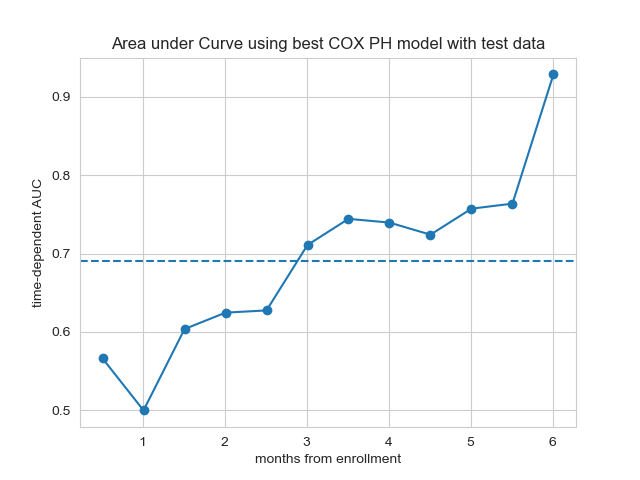 Area under Curve using best COX PH model with test data
time-dependent AUC
0.9
0.8
0.7
0.6
0.5
1 2 3 4 5 6
months from enrollment